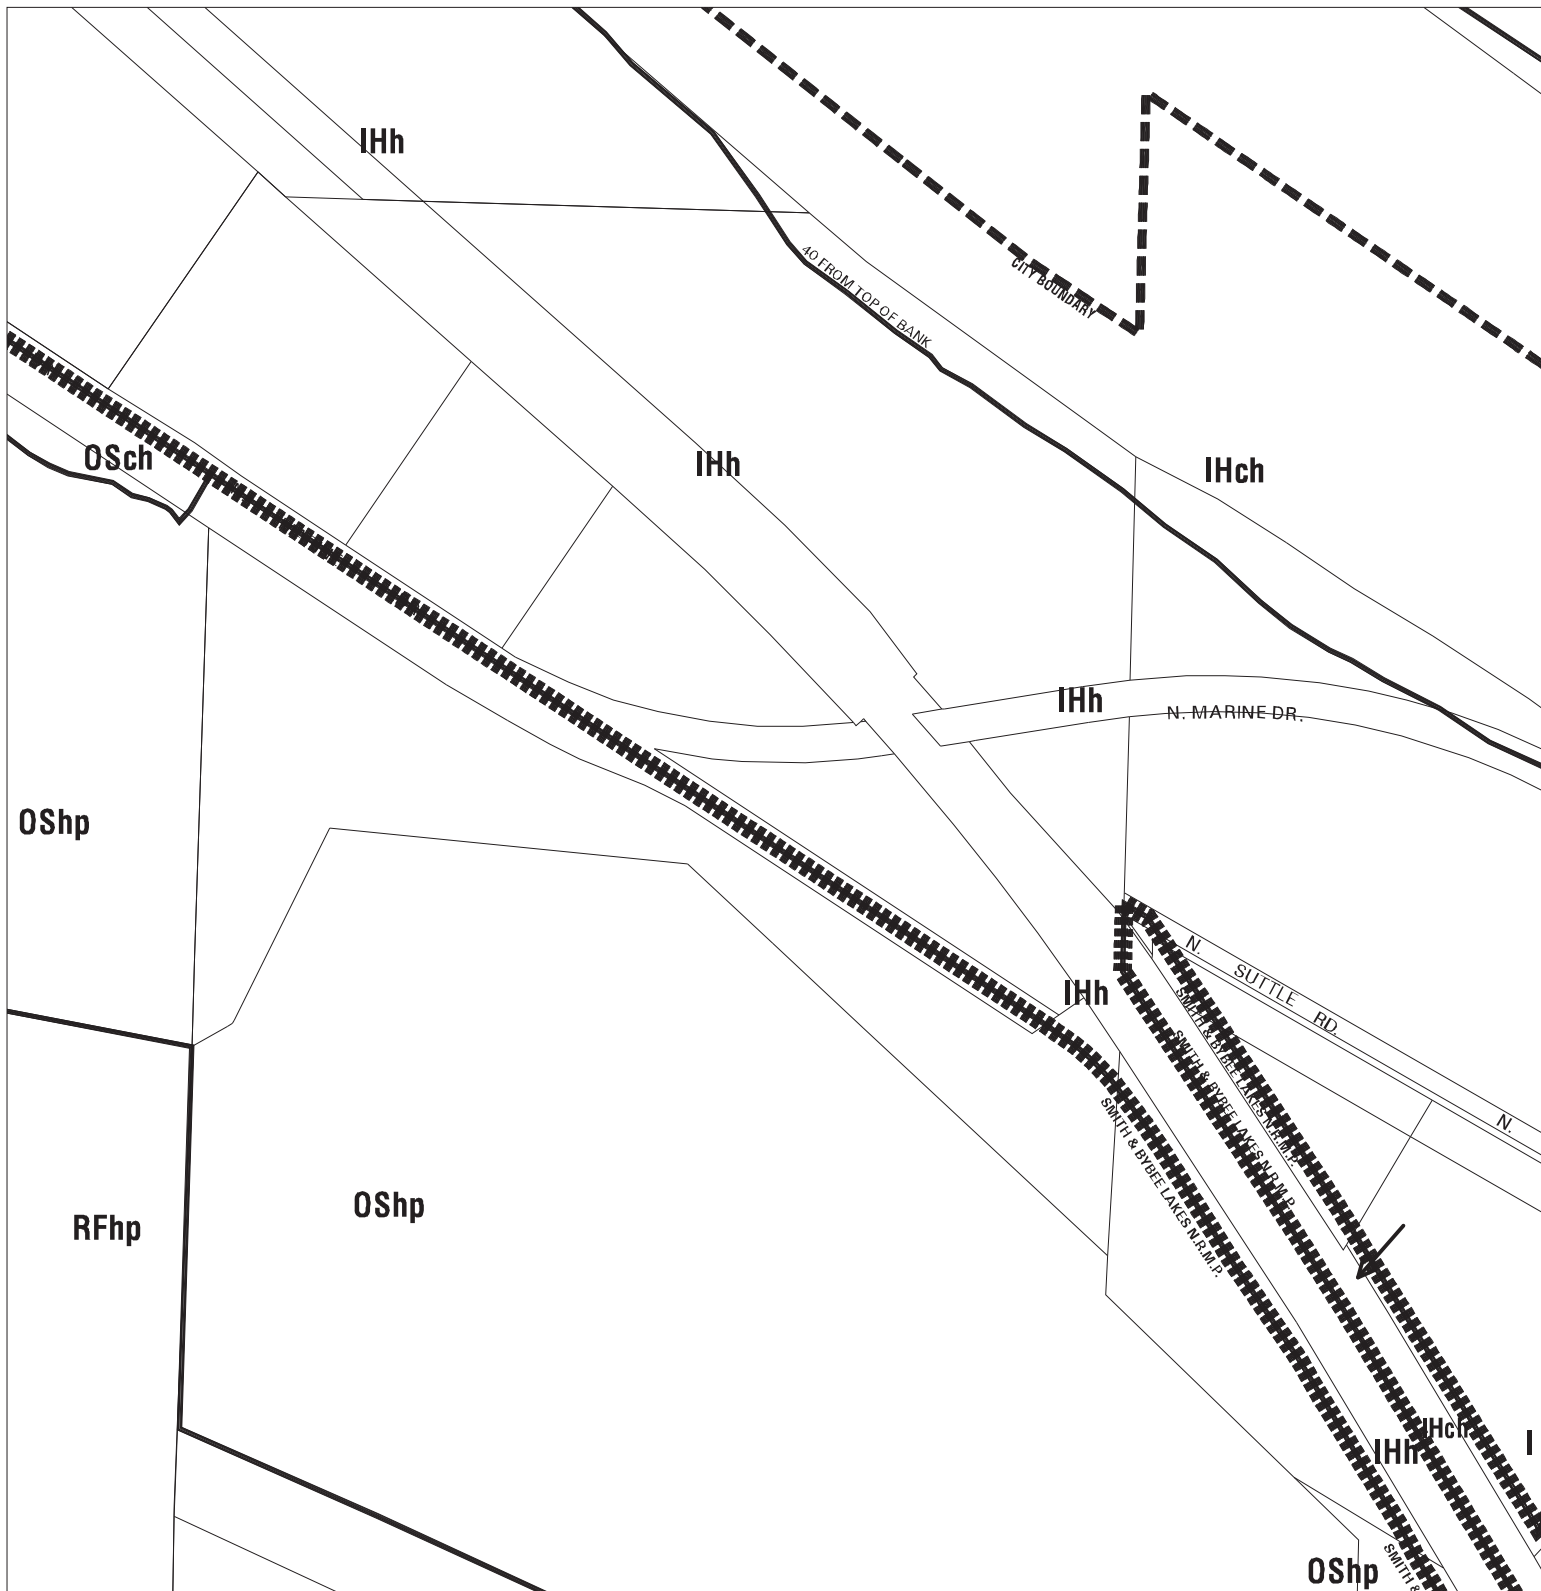 IHh
CITY BOUNDARY
40 FROM TOP OF BANK
OSch
IHh
IHch
IHh
N. MARINE DR.
OShp
N. SUTTLE RD.
N.
IHh
SMITH & BYBEE LAKES N.R.M.P.
SMITH & BYBEE LAKES N.R.M.P.
SMITH & BYBEE LAKES N.R.M.P.
RFhp
OShp
IHch
IHh
I
OShp
SMITH &